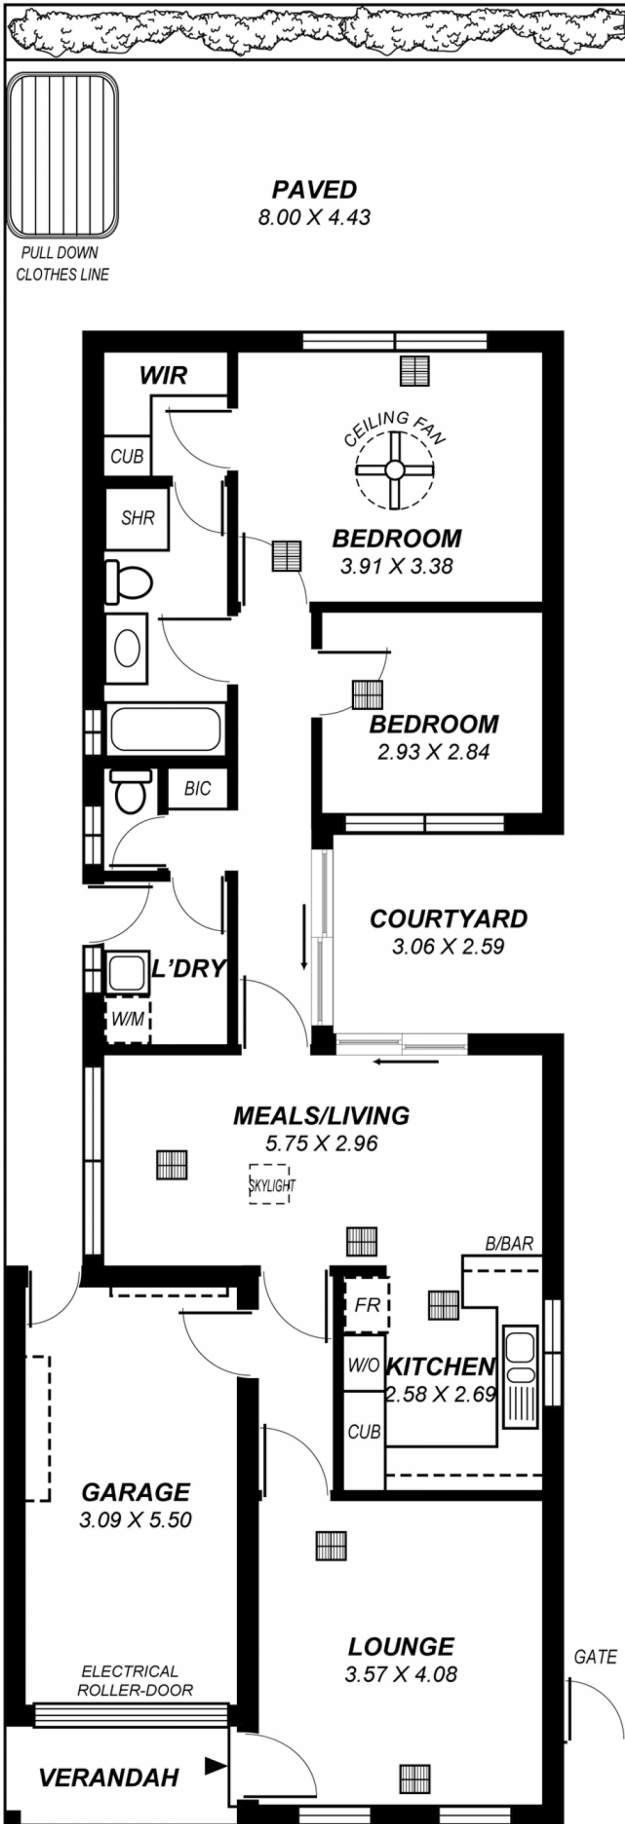 PAVED
8.00 X 4.43
PULL DOWN
CLOTHES LINE
WIR
CUB
CEILING FAN
SHR
BEDROOM
3.91 X 3.38
BEDROOM
2.93 X 2.84
BIC
COURTYARD
3.06 X 2.59
L'DRY
W/M
MEALS/LIVING
5.75 X 2.96
SKYLIGHT
B/BAR
FR
W/O
KITCHEN
2.58 X 2.69
CUB
GARAGE
3.09 X 5.50
LOUNGE
3.57 X 4.08
GATE
ELECTRICAL
ROLLER-DOOR
VERANDAH